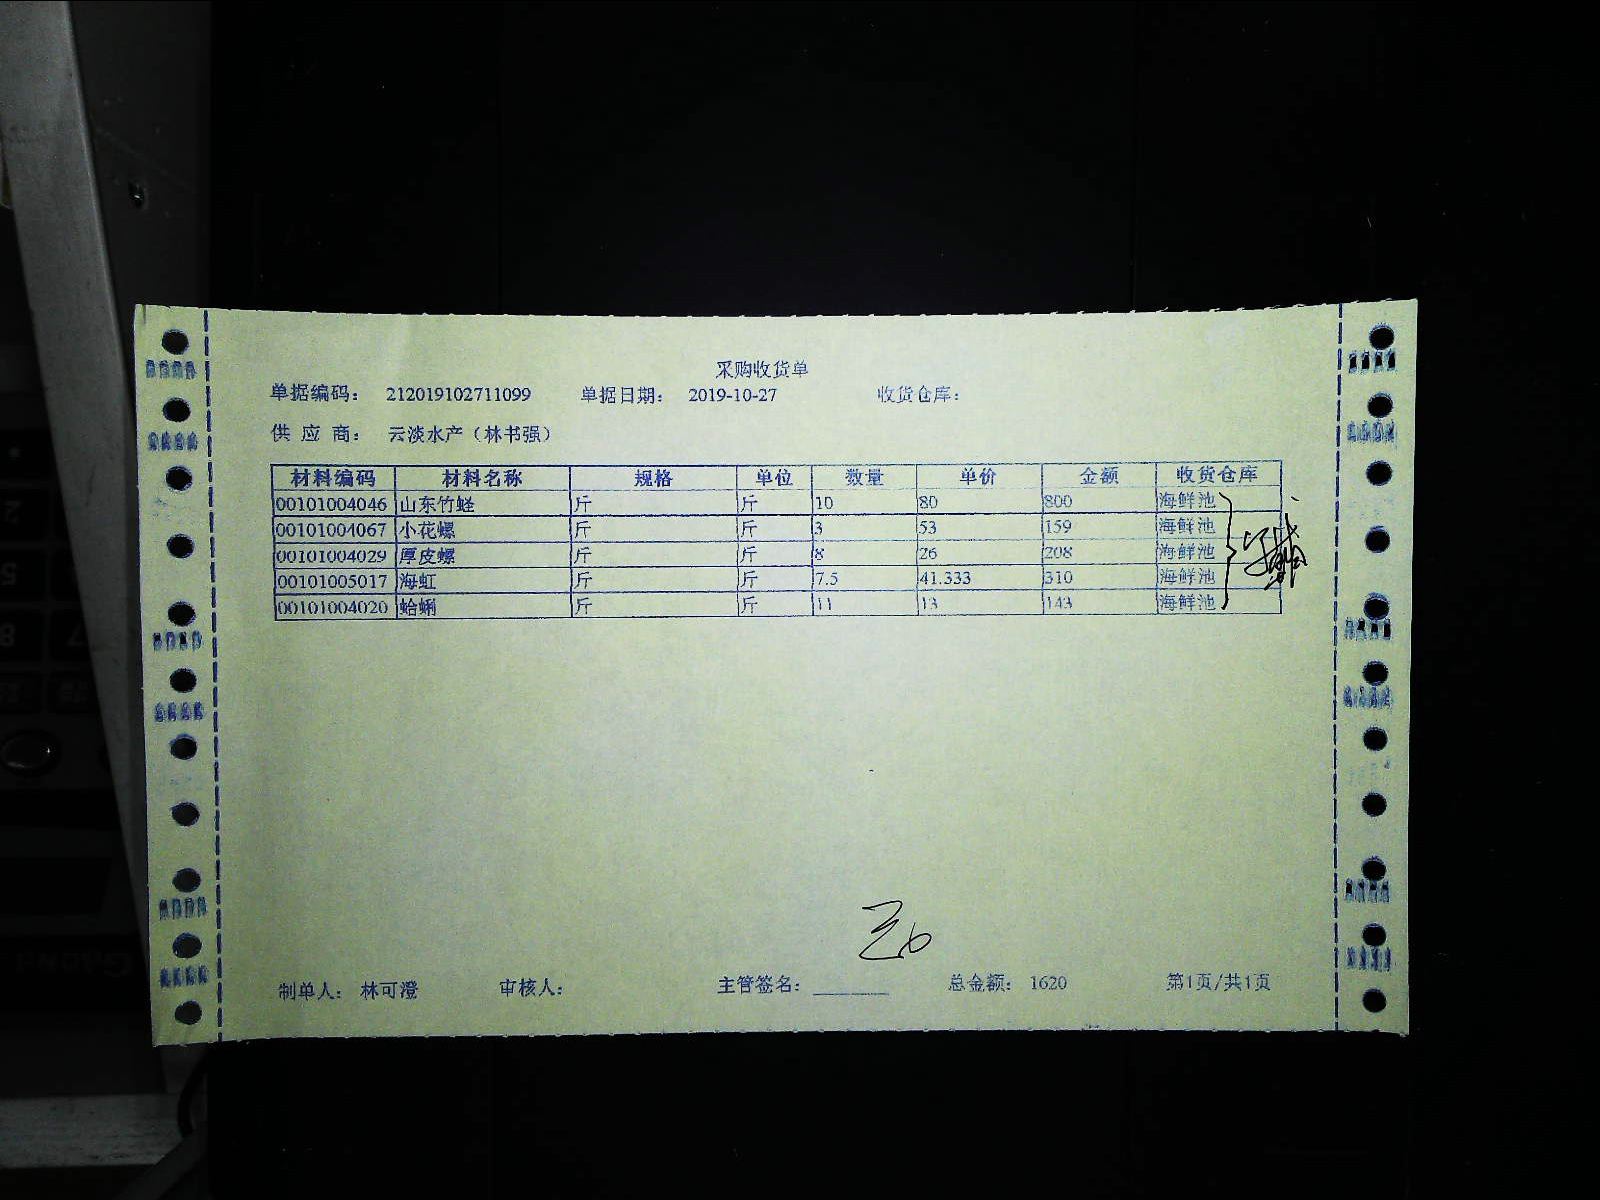 采购收货单
单据编码： 212019102711099 单据日期： 2019-10-27 收货仓库：
供 应 商： 云淡水产（林书强）
材料编码 材料名称 规格 单位 数量 单价 金额 收货仓库
00101004046 山东竹蛏 斤 斤 10 80 800 海鲜池
00101004067 小花螺 斤 斤 3 53 159 海鲜池
00101004029 厚皮螺 斤 斤 8 26 208 海鲜池
00101005017 海虹 斤 斤 7.5 41.333 310 海鲜池
00101004020 蛤蜊 斤 斤 11 13 143 海鲜池
制单人： 林可澄 审核人： 主管签名： 总金额： 1620 第1页/共1页